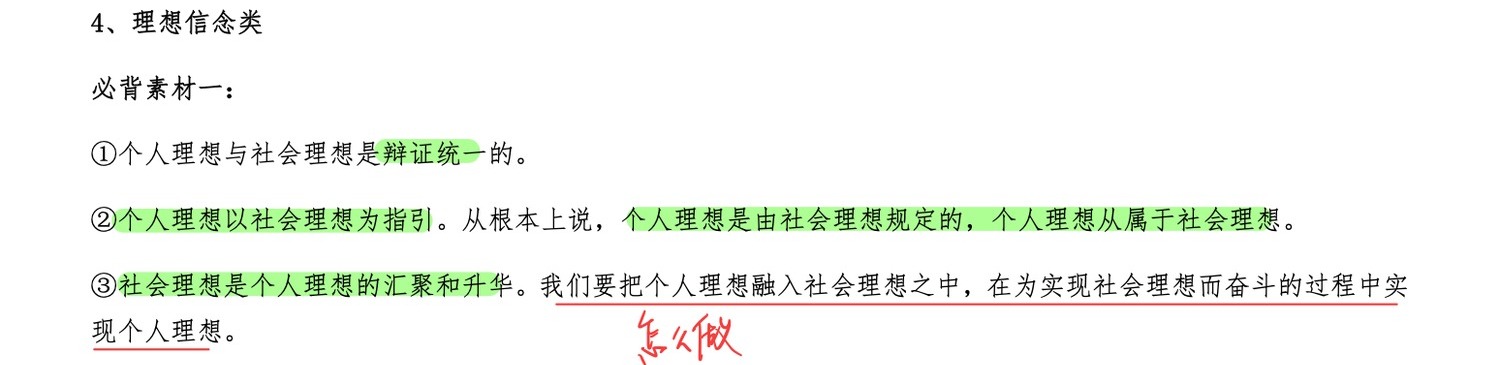 4、理想信念类
必背素材一：
①个人理想与社会理想是辩证统一的。
②个人理想以社会理想为指引。从根本上说，个人理想是由社会理想规定的，个人理想从属于社会理想。
③社会理想是个人理想的汇聚和升华。我们要把个人理想融入社会理想之中，在为实现社会理想而奋斗的过程中实
现个人理想。
怎么做